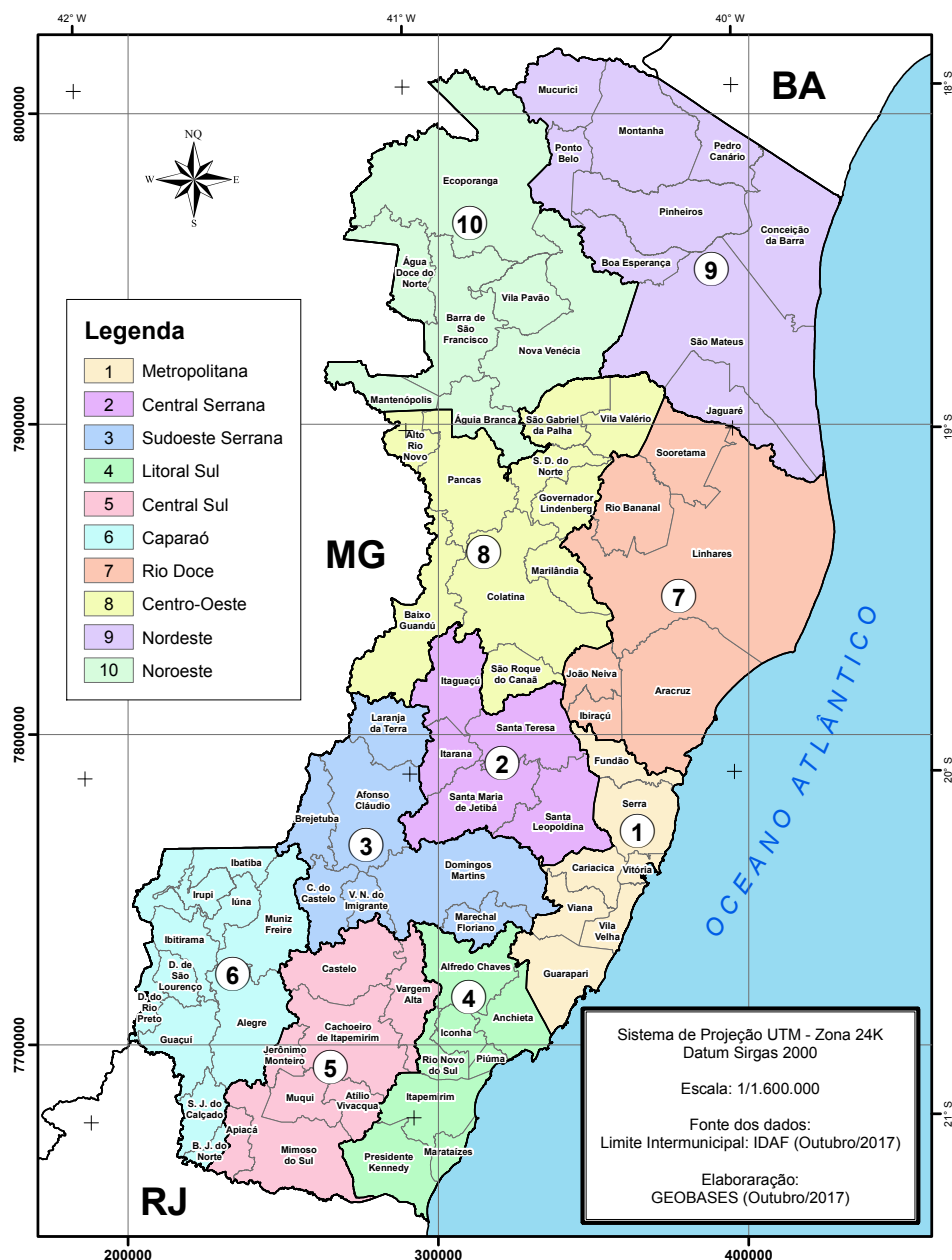 42° W
41° W
40° W
18° S
19° S
20° S
21° S
8000000
7900000
7800000
7700000
200000
300000
400000
NQ
W
E
S
BA
MG
RJ
OCEANO ATLÂNTICO
Legenda
1 Metropolitana
2 Central Serrana
3 Sudoeste Serrana
4 Litoral Sul
5 Central Sul
6 Caparaó
7 Rio Doce
8 Centro-Oeste
9 Nordeste
10 Noroeste
Mucurici
Montanha
Ponto
Belo
Pedro
Canário
Pinheiros
Conceição
da Barra
Boa Esperança
9
São Mateus
Jaguaré
Ecoporanga
10
Água
Doce do
Norte
Vila Pavão
Barra de
São
Francisco
Nova Venécia
Mantenópolis
Águia Branca
São Gabriel
da Palha
Vila Valério
Alto
Rio
Novo
Pancas
S. D. do
Norte
Governador
Lindenberg
8
Marilândia
Colatina
Baixo
Guandú
São Roque
do Canaã
Sooretama
Rio Bananal
Linhares
7
João Neiva
Aracruz
Ibiraçú
Itaguaçú
Santa Teresa
Itarana
2
Santa Maria
de Jetibá
Santa
Leopoldina
Fundão
Serra
1
Cariacica
Vitória
Viana
Vila
Velha
Guarapari
Laranja
da Terra
Afonso
Cláudio
Brejetuba
3
Domingos
Martins
C. do
Castelo
V. N. do
Imigrante
Marechal
Floriano
Ibatiba
Irupi
Iúna
Muniz
Freire
Ibitirama
6
D. de
São
Lourenço
D. do
Rio
Preto
Alegre
Guaçuí
S. J. do
Calçado
B. J. do
Norte
Castelo
Vargem
Alta
Cachoeiro
de Itapemirim
Jerônimo
Monteiro
5
Muqui
Atílio
Vivacqua
Apiacá
Mimoso
do Sul
Alfredo Chaves
4
Anchieta
Iconha
Rio Novo
do Sul
Piúma
Itapemirim
Marataízes
Presidente
Kennedy
Sistema de Projeção UTM - Zona 24K
Datum Sirgas 2000
Escala: 1/1.600.000
Fonte dos dados:
Limite Intermunicipal: IDAF (Outubro/2017)
Elaboraração:
GEOBASES (Outubro/2017)